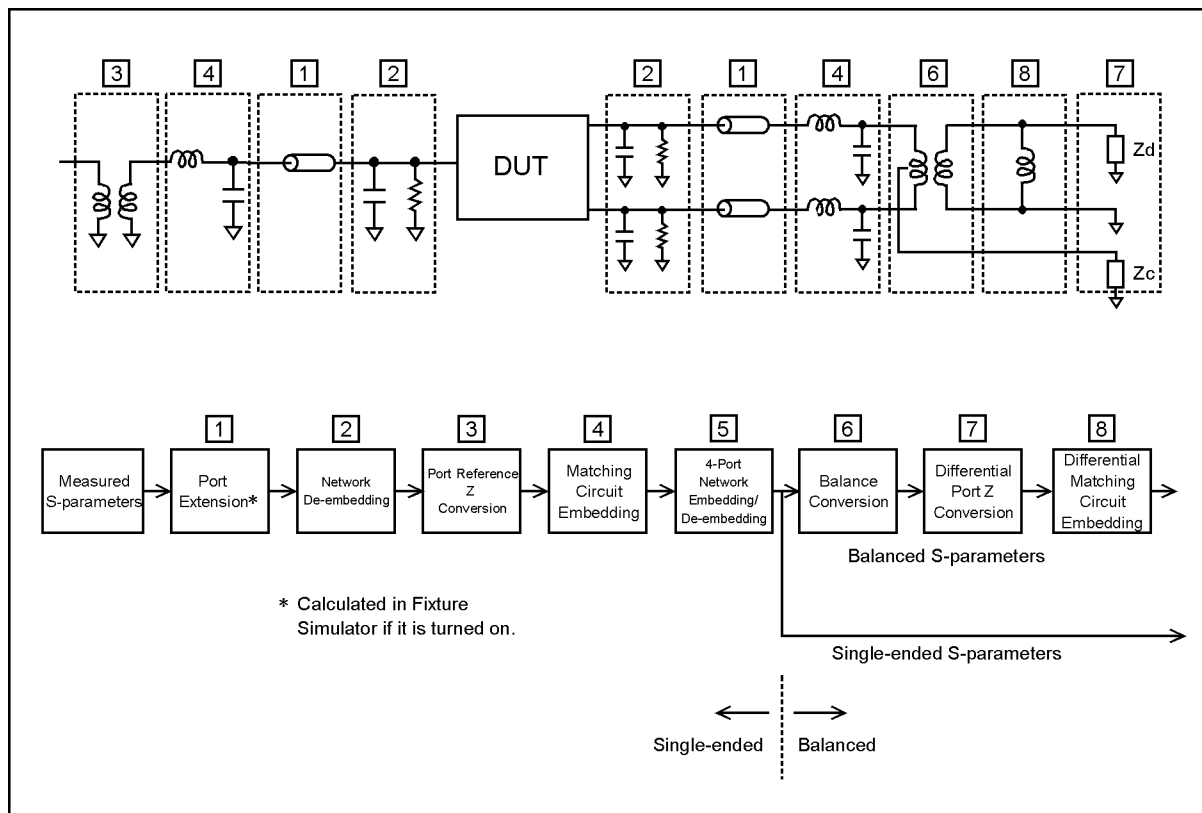 3
4
1
2
2
1
4
6
8
7
DUT
Zd
Zc
1
2
3
4
5
6
7
8
Measured
S-parameters
Port
Extension*
Network
De-embedding
Port Reference
Z
Conversion
Matching
Circuit
Embedding
4-Port
Network
Embedding/
De-embedding
Balance
Conversion
Differential
Port Z
Conversion
Differential
Matching
Circuit
Embedding
Balanced S-parameters
* Calculated in Fixture
Simulator if it is turned on.
Single-ended S-parameters
Single-ended
Balanced